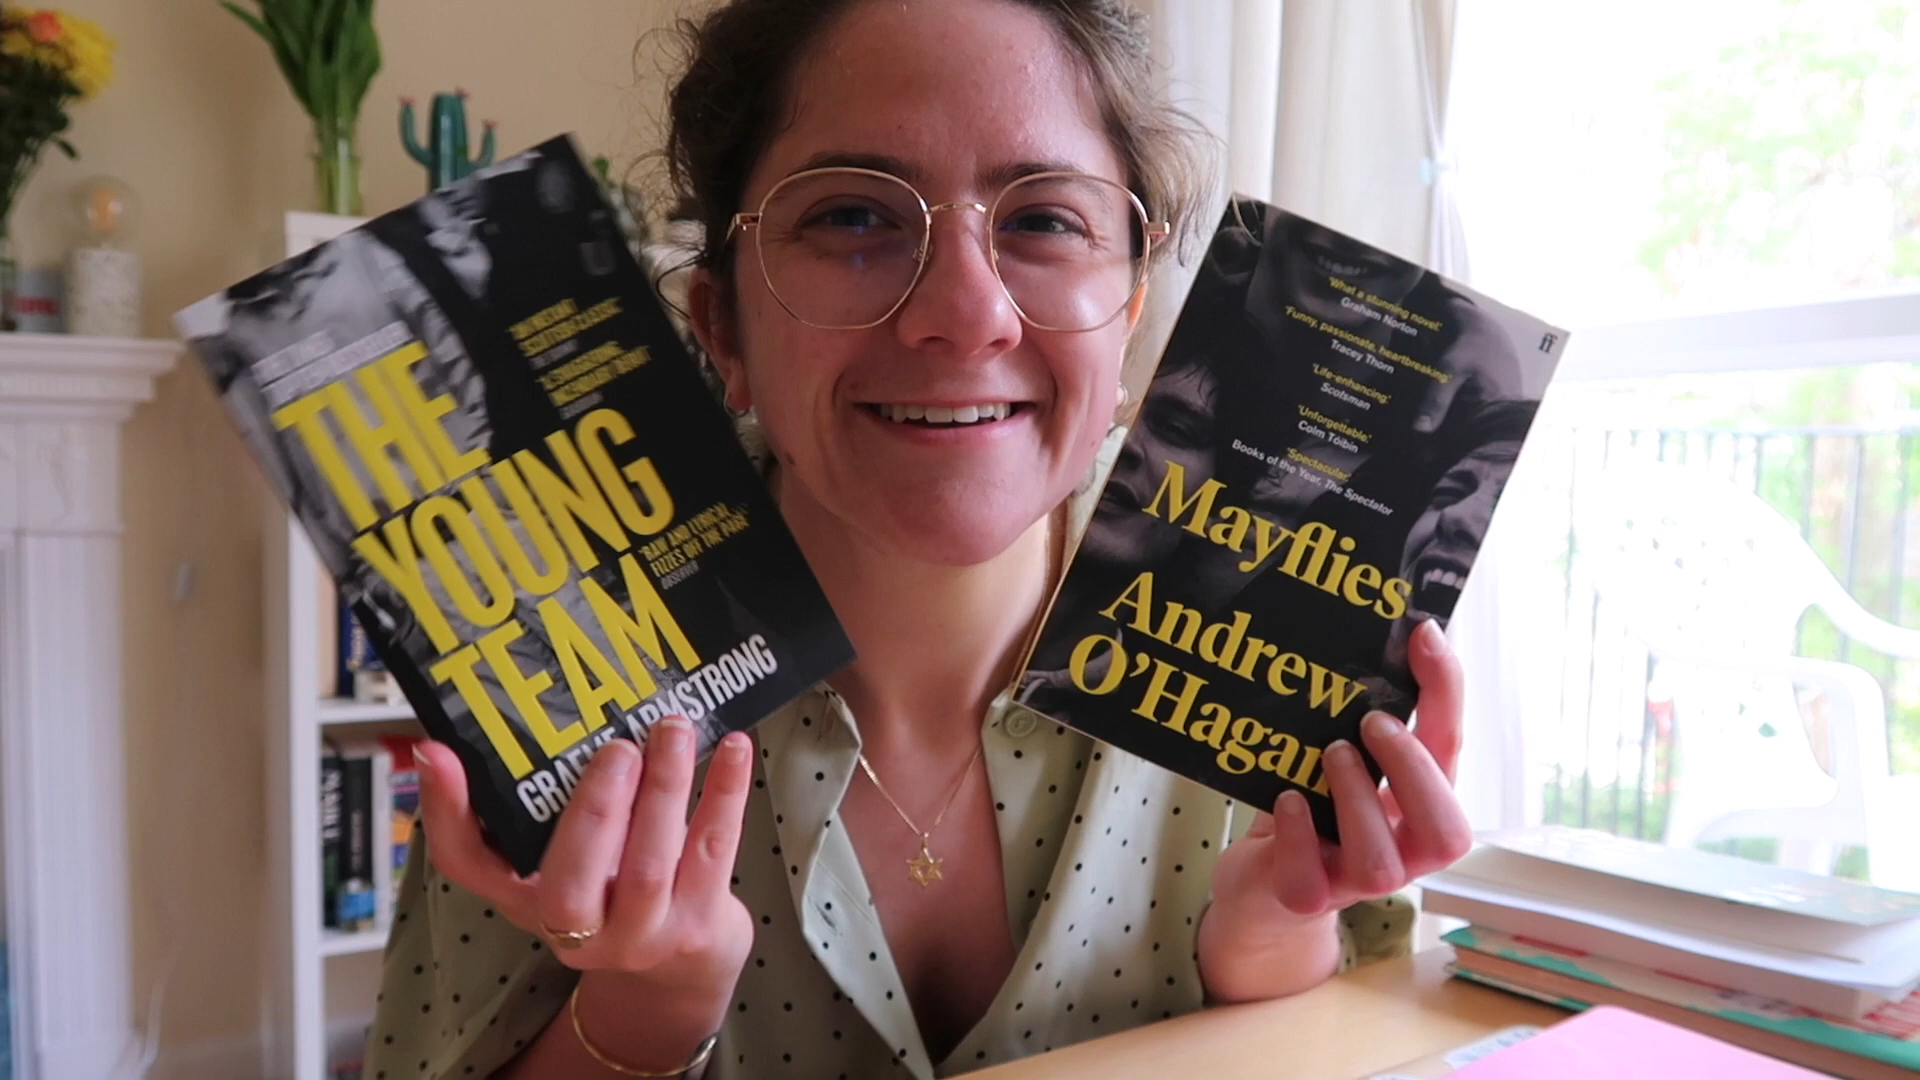 THE
YOUNG
TEAM
GRAEME ARMSTRONG
'RAW AND LYRICAL,
FIZZES OFF THE PAGE'
OBSERVER
ff
'What a stunning novel.'
Graham Norton
'Funny, passionate, heartbreaking.'
Tracey Thorn
'Life-enhancing.'
Scotsman
'Unforgettable.'
Colm Tóibín
'Spectacular.'
Books of the Year, The Spectator
Mayflies
Andrew
O'Hagan